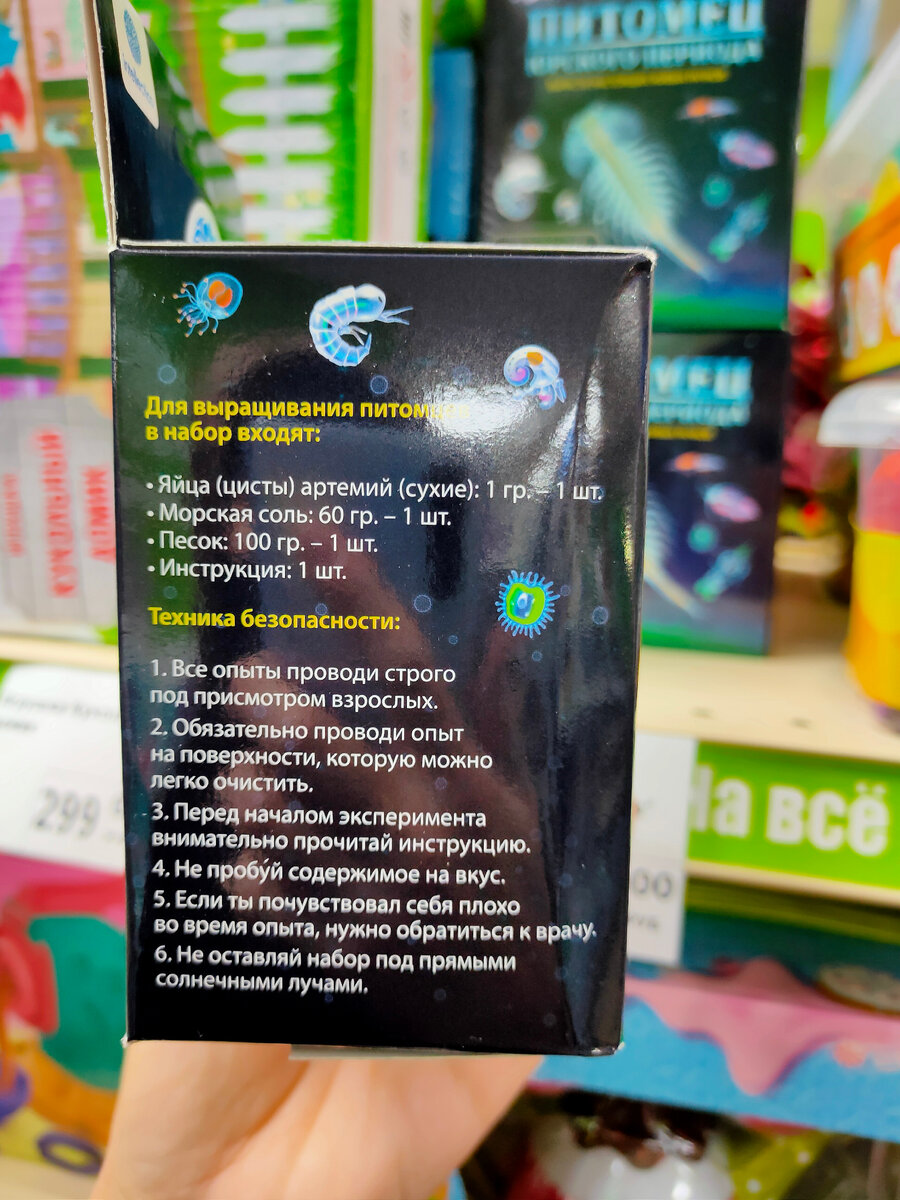 ПИТОМЕЦ
Для выращивания питомца
в набор входят:
• Яйца (цисты) артемий (сухие): 1 гр. – 1 шт.
• Морская соль: 60 гр. – 1 шт.
• Песок: 100 гр. – 1 шт.
• Инструкция: 1 шт.
Техника безопасности:
1. Все опыты проводи строго
под присмотром взрослых.
2. Обязательно проводи опыт
на поверхности, которую можно
легко очистить.
3. Перед началом эксперимента
внимательно прочитай инструкцию.
4. Не пробуй содержимое на вкус.
5. Если ты почувствовал себя плохо
во время опыта, нужно обратиться к врачу.
6. Не оставляй набор под прямыми
солнечными лучами.
299
На всё